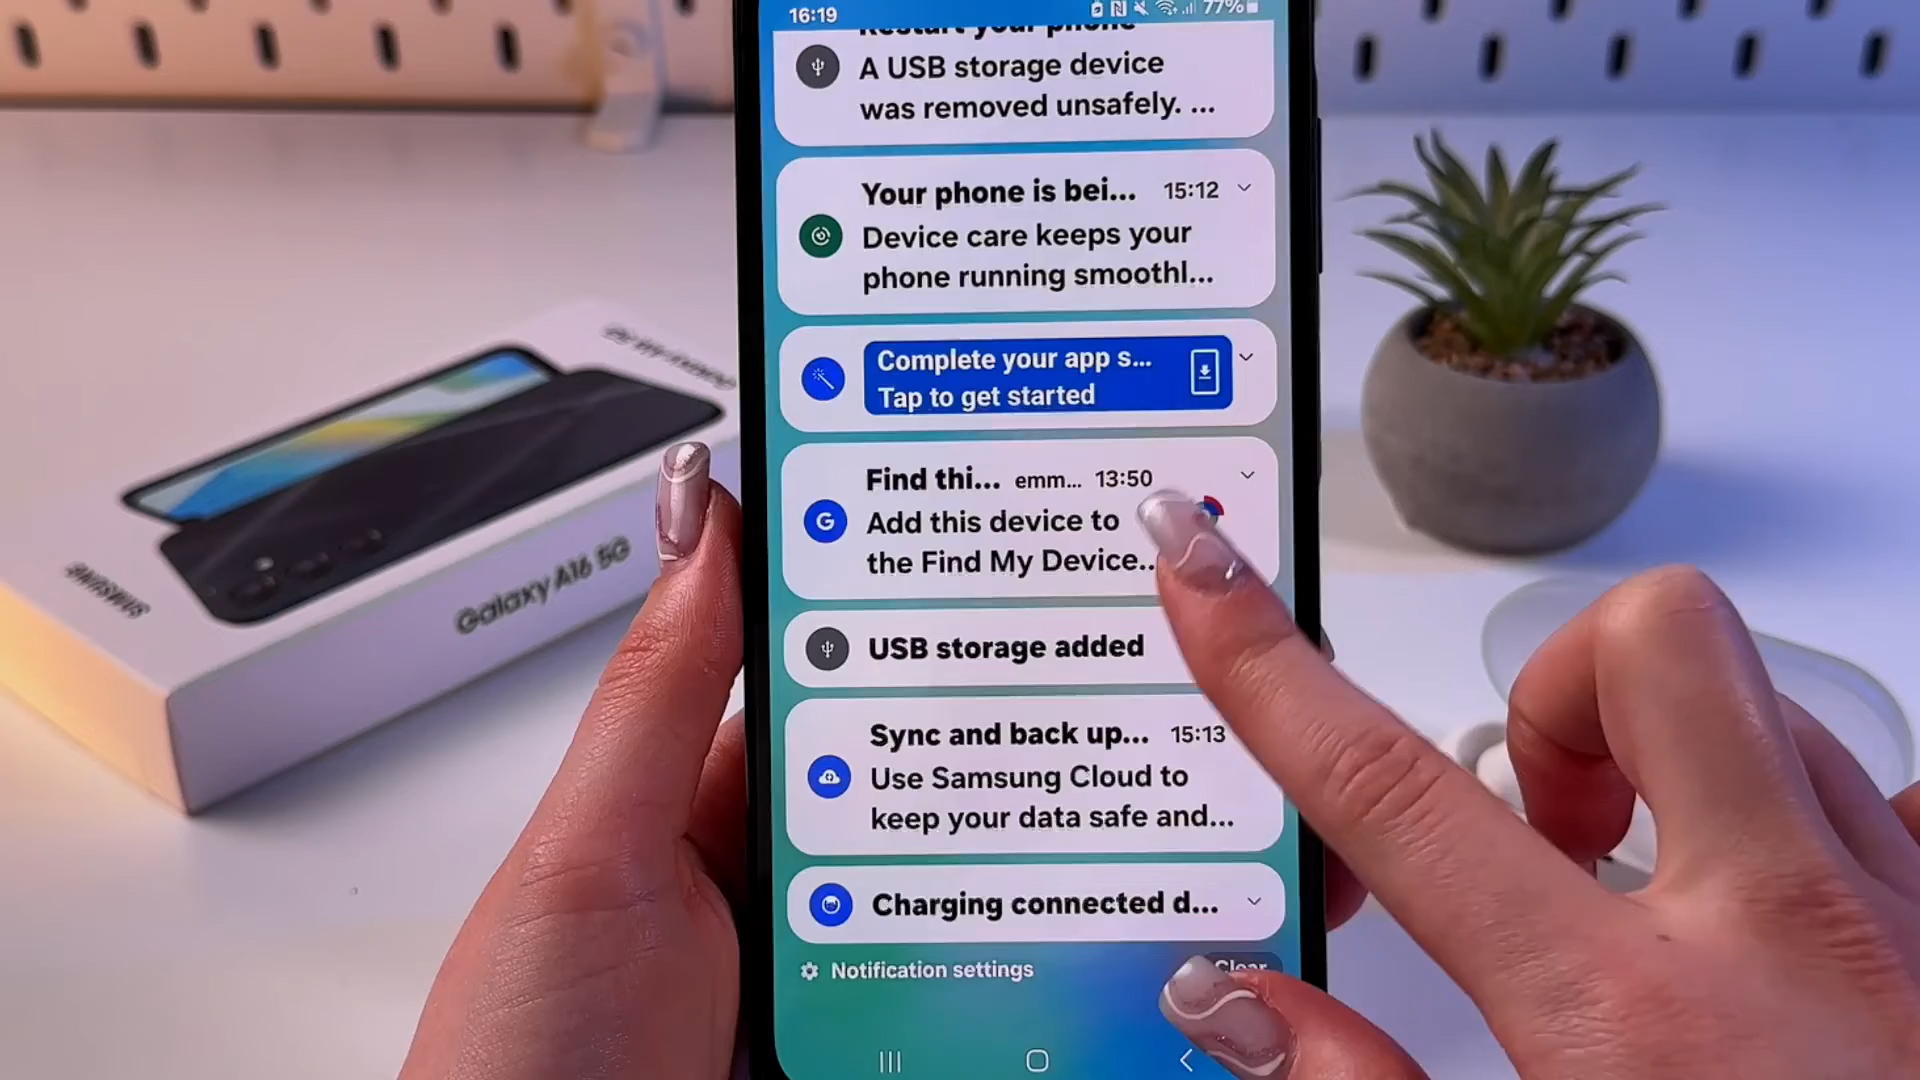 16:19
77%
Restart your phone
A USB storage device
was removed unsafely. ...
Your phone is bei... 15:12
Device care keeps your
phone running smoothl...
Complete your app s...
Tap to get started
Find thi... emm... 13:50
Add this device to
the Find My Device..
USB storage added
Sync and back up... 15:13
Use Samsung Cloud to
keep your data safe and...
Charging connected d...
Notification settings
Clear
SAMSUNG
Galaxy A16 5G